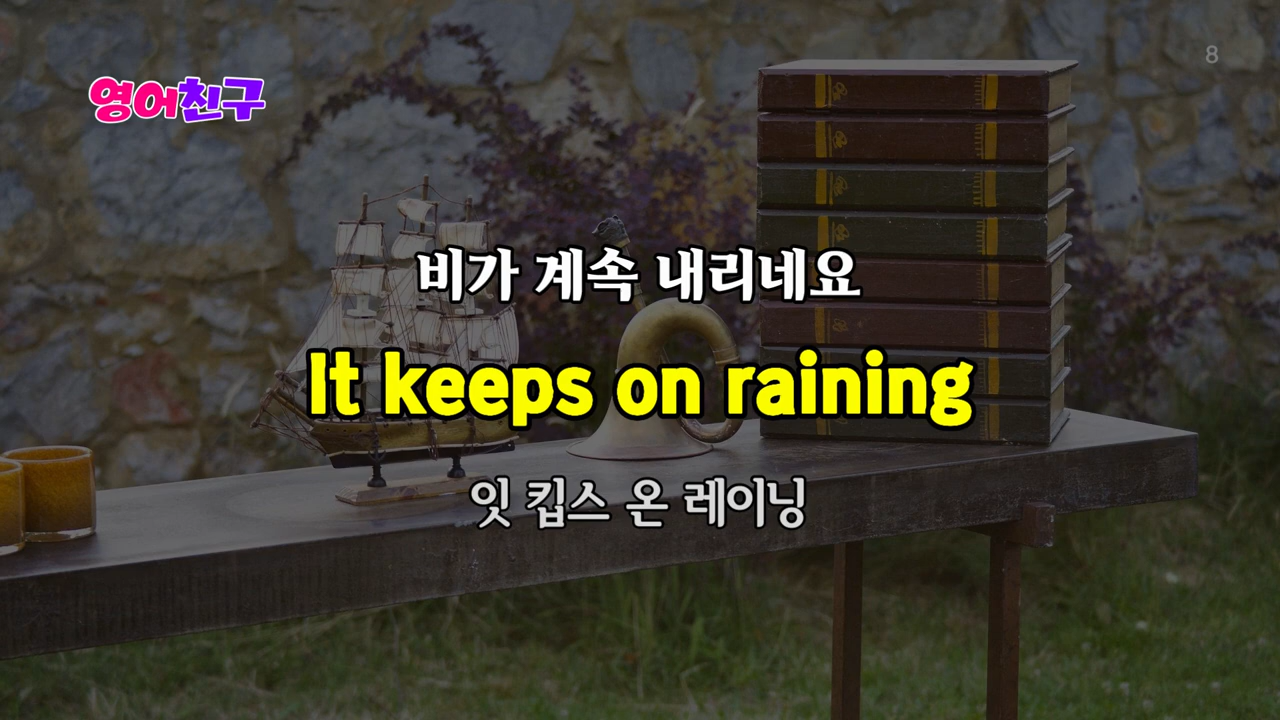 영어친구
8
비가 계속 내리네요
It keeps on raining
잇 킵스 온 레이닝